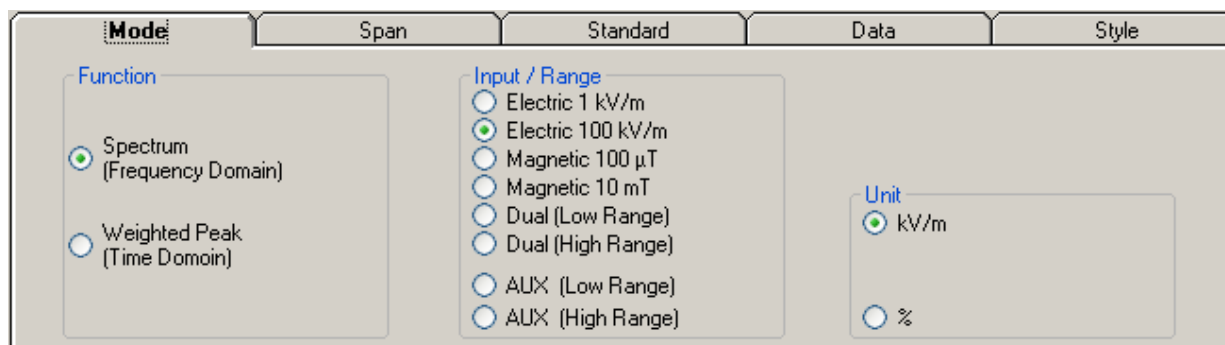 Mode
Span
Standard
Data
Style
Function
Spectrum
(Frequency Domain)
Weighted Peak
(Time Domoin)
Input / Range
Electric 1 kV/m
Electric 100 kV/m
Magnetic 100 µT
Magnetic 10 mT
Dual (Low Range)
Dual (High Range)
AUX (Low Range)
AUX (High Range)
Unit
kV/m
%